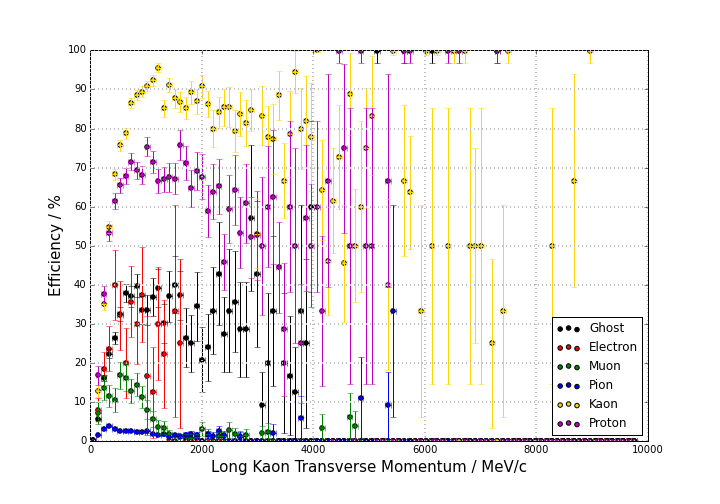 100
90
80
70
60
50
40
30
20
10
0
Efficiency / %
0
2000
4000
6000
8000
10000
Long Kaon Transverse Momentum / MeV/c
Ghost
Electron
Muon
Pion
Kaon
Proton